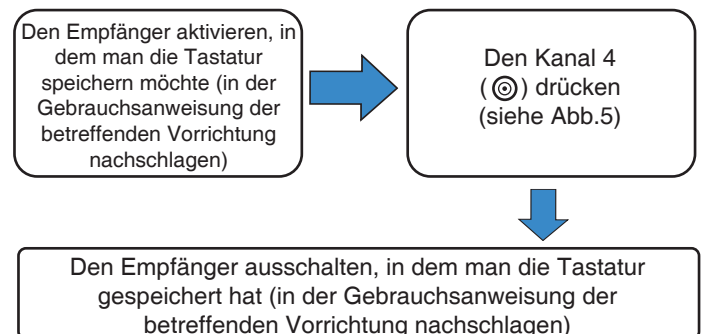 Den Empfänger aktivieren, in
dem man die Tastatur
speichern möchte (in der
Gebrauchsanweisung der
betreffenden Vorrichtung
nachschlagen)
Den Kanal 4
(◎) drücken
(siehe Abb.5)
Den Empfänger ausschalten, in dem man die Tastatur
gespeichert hat (in der Gebrauchsanweisung der
betreffenden Vorrichtung nachschlagen)